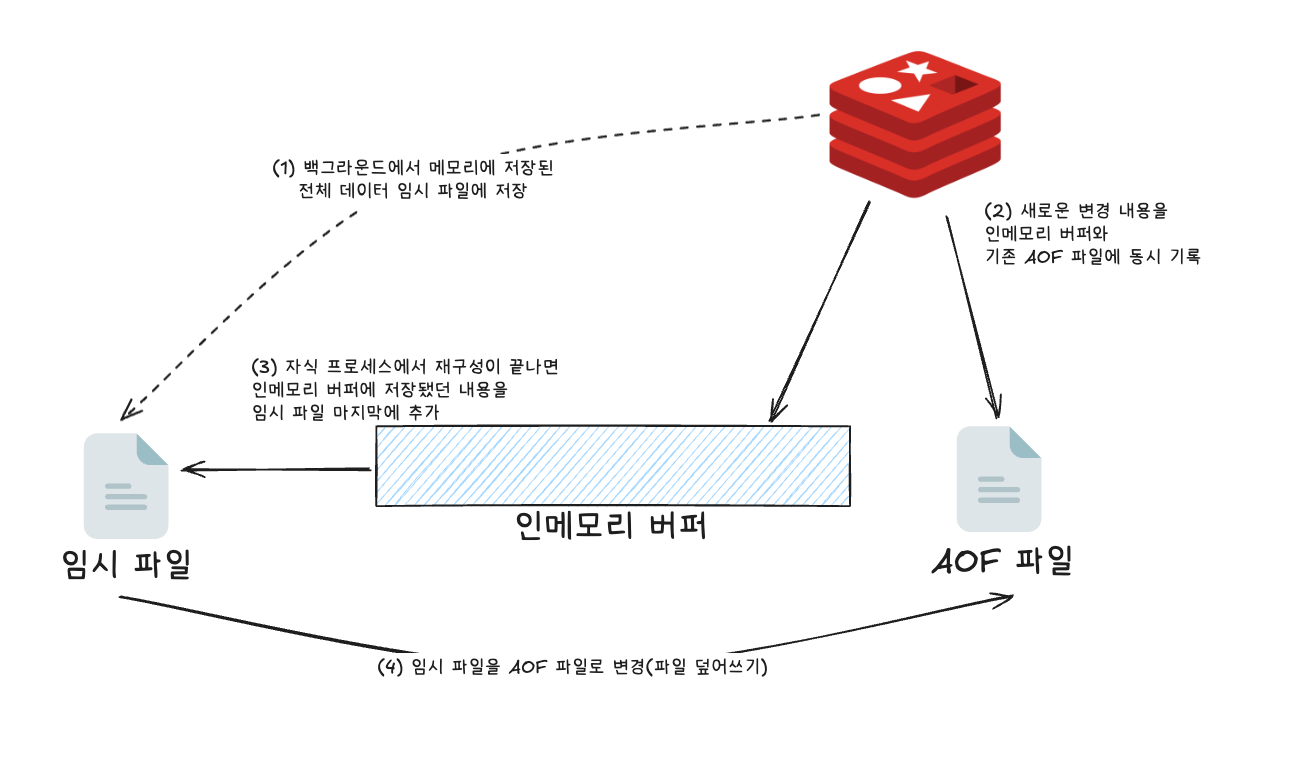 (1) 백그라운드에서 메모리에 저장된
전체 데이터 임시 파일에 저장
(2) 새로운 변경 내용을
인메모리 버퍼와
기존 AOF 파일에 동시 기록
(3) 자식 프로세스에서 재구성이 끝나면
인메모리 버퍼에 저장됐던 내용을
임시 파일 마지막에 추가
인메모리 버퍼
임시 파일
AOF 파일
(4) 임시 파일을 AOF 파일로 변경(파일 덮어쓰기)